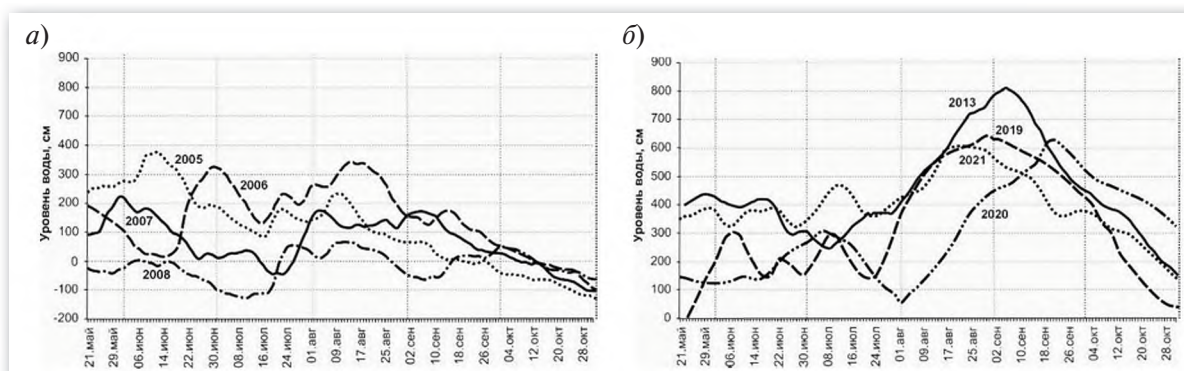 а)
Уровень воды, см
900
800
700
400
300
200
100
0
-100
-200
2005
2006
2007
2008
21.май
29.май
06.июн
14.июн
22.июн
30.июн
08.июл
16.июл
24.июл
01.авг
09.авг
17.авг
25.авг
02.сен
10.сен
18.сен
26.сен
04.окт
12.окт
20.окт
28.окт
б)
Уровень воды, см
900
800
700
600
500
400
300
200
100
0
2013
2019
2021
2020
21.май
29.май
06.июн
14.июн
22.июн
30.июн
08.июл
16.июл
24.июл
01.авг
09.авг
17.авг
25.авг
02.сен
10.сен
18.сен
26.сен
04.окт
12.окт
20.окт
28.окт